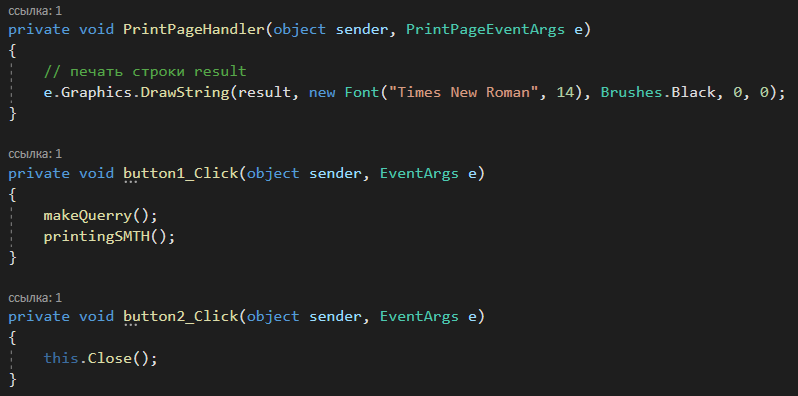 ссылка: 1
private void PrintPageHandler(object sender, PrintPageEventArgs e)
{
// печать строки result
e.Graphics.DrawString(result, new Font("Times New Roman", 14), Brushes.Black, 0, 0);
}
ссылка: 1
private void button1_Click(object sender, EventArgs e)
{
makeQuerry();
printingSMTH();
}
ссылка: 1
private void button2_Click(object sender, EventArgs e)
{
this.Close();
}